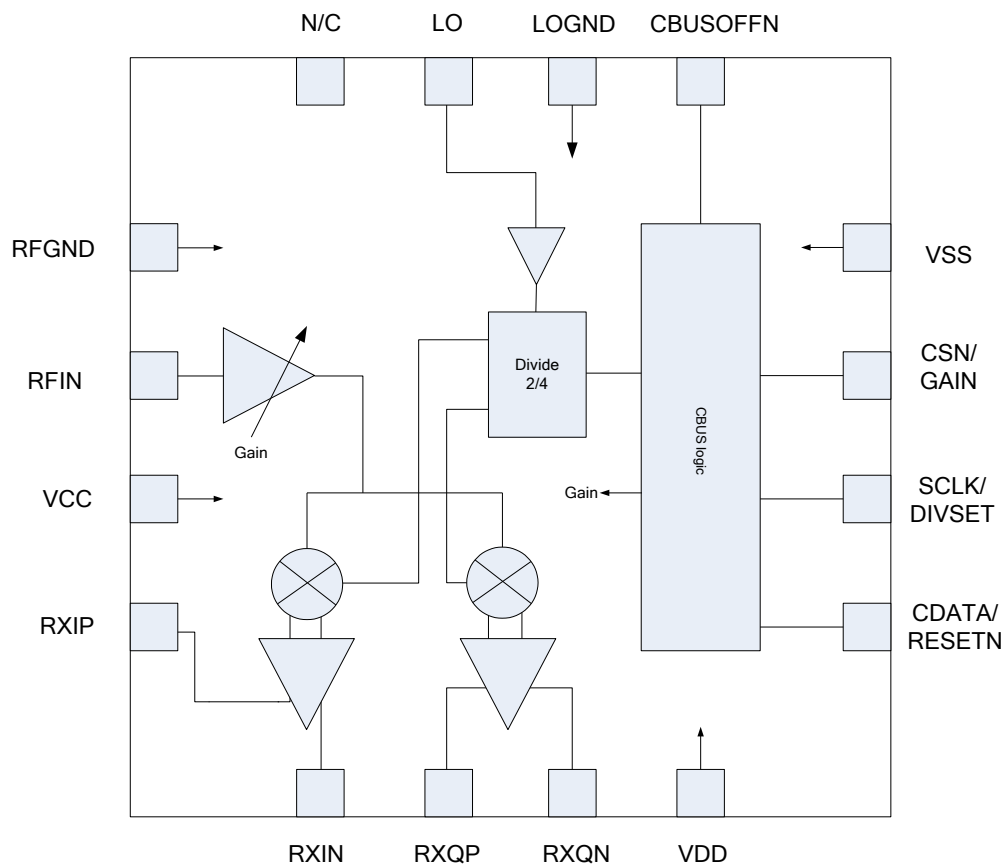 N/C
LO
LOGND
CBUSOFFN
RFGND
VSS
RFIN
Gain
Divide
2/4
CSN/
GAIN
CBUS logic
VCC
Gain
SCLK/
DIVSET
RXIP
CDATA/
RESETN
RXIN
RXQP
RXQN
VDD